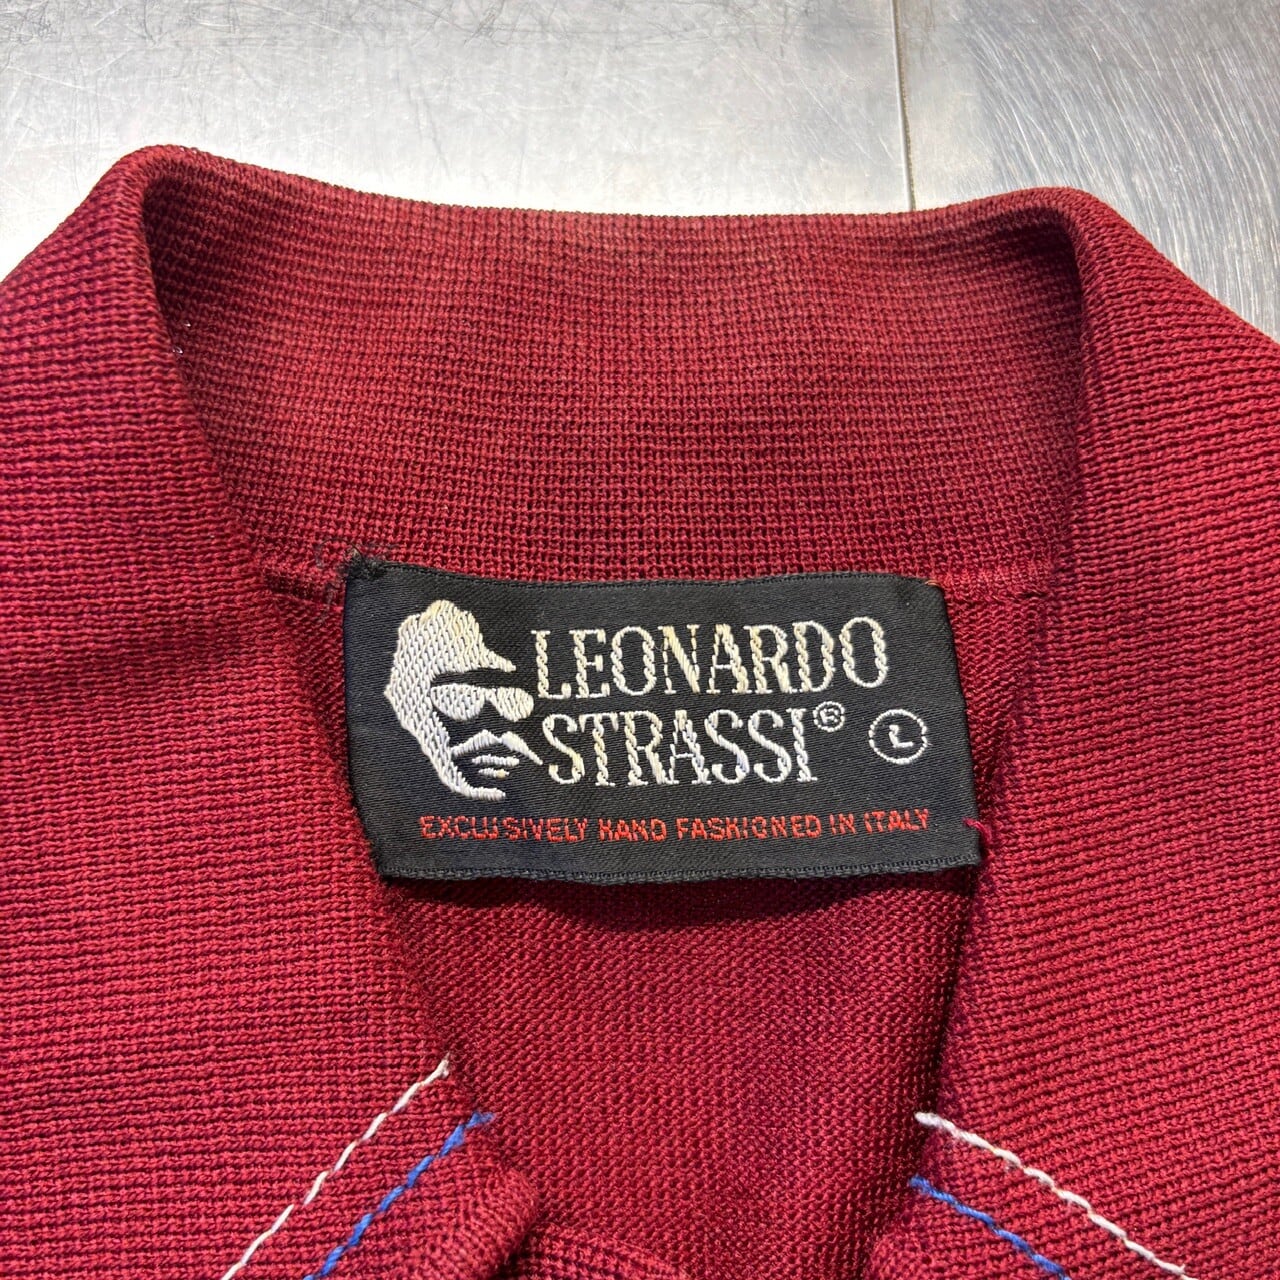 LEONARDO
STRASSI® L
EXCLUSIVELY HAND FASHIONED IN ITALY